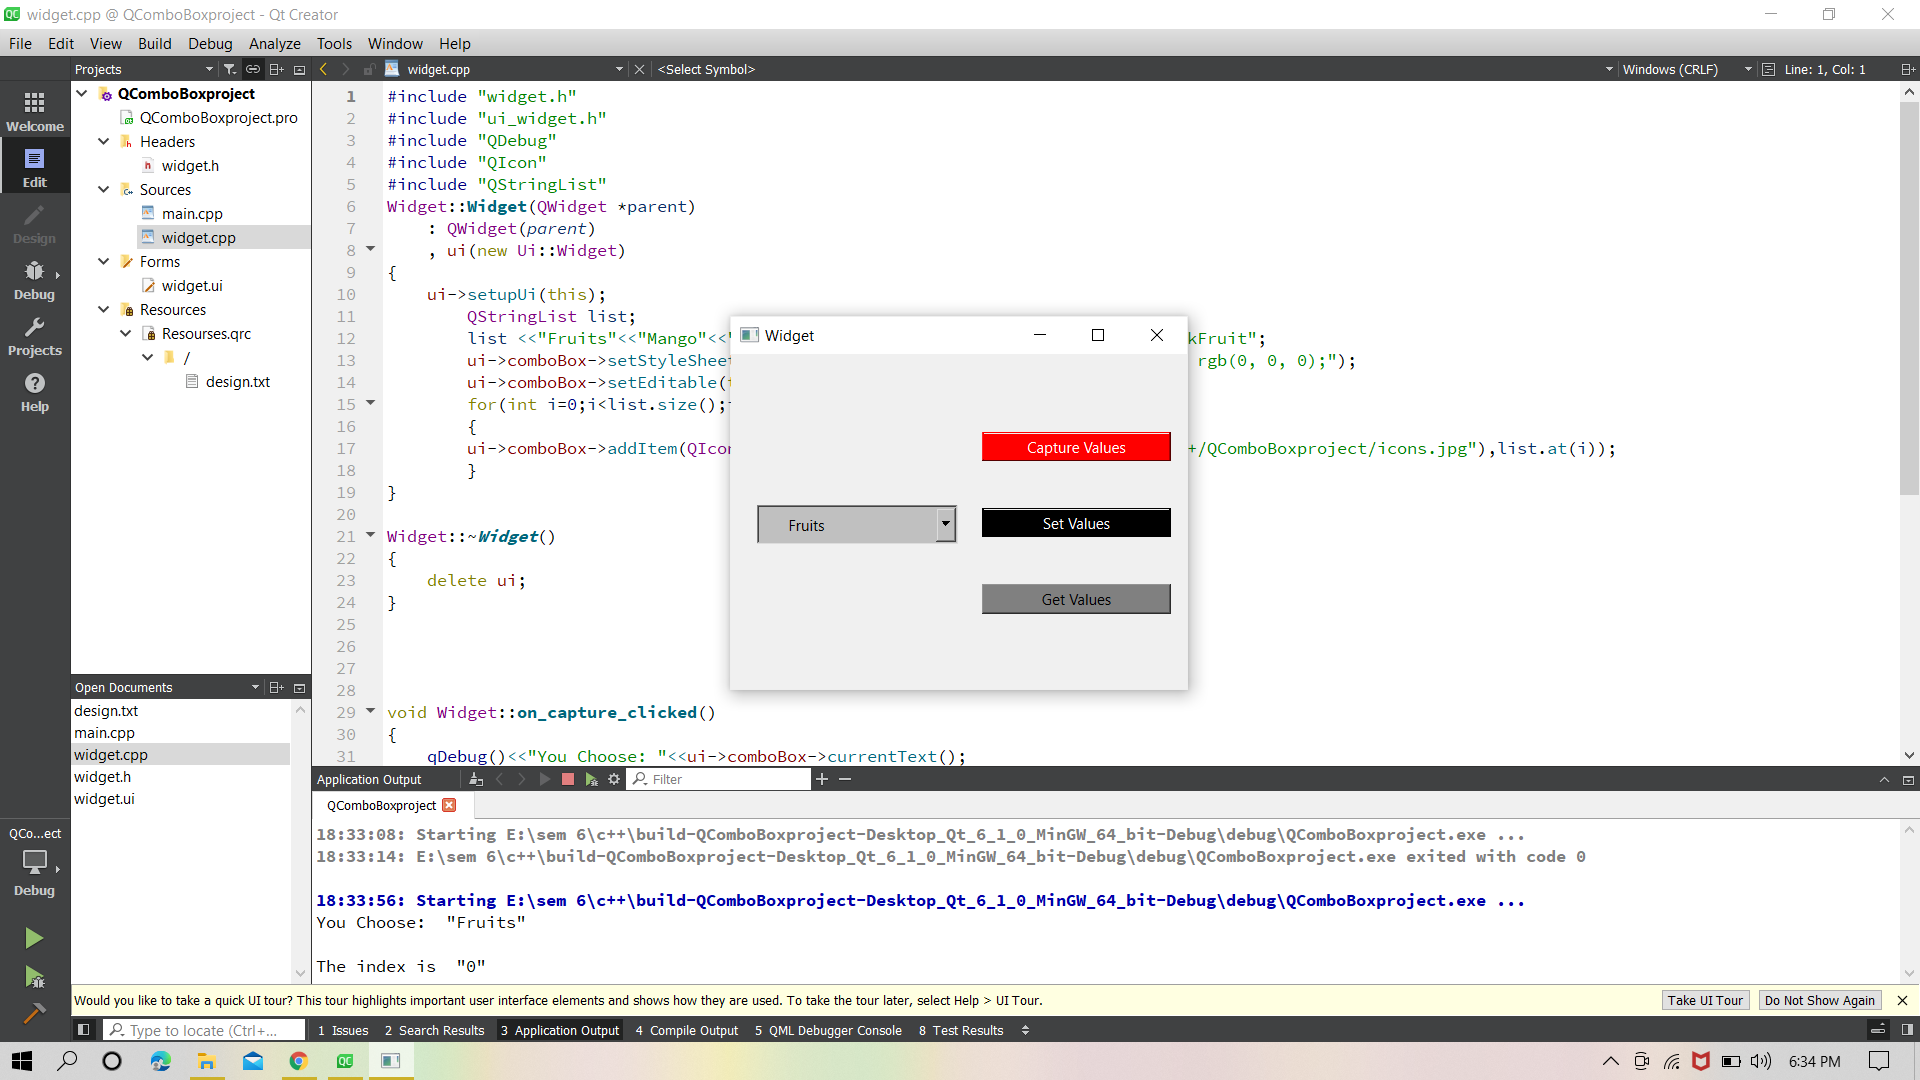 widget.cpp @ QComboBoxproject - Qt Creator
File Edit View Build Debug Analyze Tools Window Help
Projects
widget.cpp
<Select Symbol>
Windows (CRLF)
Line: 1, Col: 1
Welcome
Edit
Design
Debug
Projects
Help
QComboBoxproject
QComboBoxproject.pro
Headers
widget.h
Sources
main.cpp
widget.cpp
Forms
widget.ui
Resources
Resourses.qrc
/
design.txt
1 #include "widget.h"
2 #include "ui_widget.h"
3 #include "QDebug"
4 #include "QIcon"
5 #include "QStringList"
6 Widget::Widget(QWidget *parent)
7 : QWidget(parent)
8 , ui(new Ui::Widget)
9 {
10 ui->setupUi(this);
11 QStringList list;
12 list <<"Fruits"<<"Mango"<<" kFruit";
13 ui->comboBox->setStyleShee rgb(0, 0, 0);");
14 ui->comboBox->setEditable(
15 for(int i=0;i<list.size();
16 {
17 ui->comboBox->addItem(QIco +/QComboBoxproject/icons.jpg"),list.at(i));
18 }
19 }
20
21 Widget::~Widget()
22 {
23 delete ui;
24 }
25
26
27
28
29 void Widget::on_capture_clicked()
30 {
31 qDebug()<<"You Choose: "<<ui->comboBox->currentText();
Widget
Capture Values
Fruits
Set Values
Get Values
Open Documents
design.txt
main.cpp
widget.cpp
widget.h
widget.ui
QCo...ect
Debug
Application Output
Filter
QComboBoxproject
18:33:08: Starting E:\sem 6\c++\build-QComboBoxproject-Desktop_Qt_6_1_0_MinGW_64_bit-Debug\debug\QComboBoxproject.exe ...
18:33:14: E:\sem 6\c++\build-QComboBoxproject-Desktop_Qt_6_1_0_MinGW_64_bit-Debug\debug\QComboBoxproject.exe exited with code 0
18:33:56: Starting E:\sem 6\c++\build-QComboBoxproject-Desktop_Qt_6_1_0_MinGW_64_bit-Debug\debug\QComboBoxproject.exe ...
You Choose:  "Fruits"
The index is  "0"
Would you like to take a quick UI tour? This tour highlights important user interface elements and shows how they are used. To take the tour later, select Help > UI Tour.
Take UI Tour
Do Not Show Again
Type to locate (Ctrl+...
1 Issues
2 Search Results
3 Application Output
4 Compile Output
5 QML Debugger Console
8 Test Results
6:34 PM